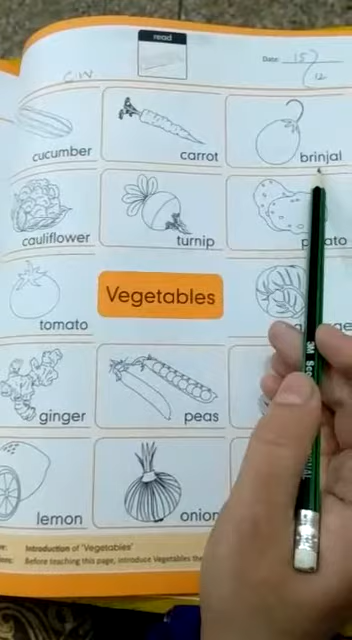 read
Date: 15/12
C.W
cucumber
carrot
brinjal
cauliflower
turnip
tomato
Vegetables
ginger
peas
lemon
onion
Introduction of 'Vegetables'
Before teaching this page, introduce Vegetables